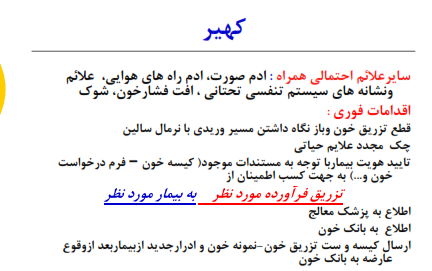 کهیر
سایرعلائم احتمالی همراه : ادم صورت، ادم راه های هوایی، علائم
ونشانه های سیستم تنفسی تحتانی ، افت فشارخون، شوک
اقدامات فوری :
قطع تزریق خون وباز نگاه داشتن مسیر وریدی با نرمال سالین
چک مجدد علایم حیاتی
تایید هویت بیماربا توجه به مستندات موجود( کیسه خون – فرم درخواست
خون و...) به جهت کسب اطمینان از
تزریق فرآورده مورد نظر به بیمار مورد نظر
اطلاع به پزشک معالج
اطلاع به بانک خون
ارسال کیسه و ست تزریق خون-نمونه خون و ادرارجدید ازبیماربعد ازوقوع
عارضه به بانک خون